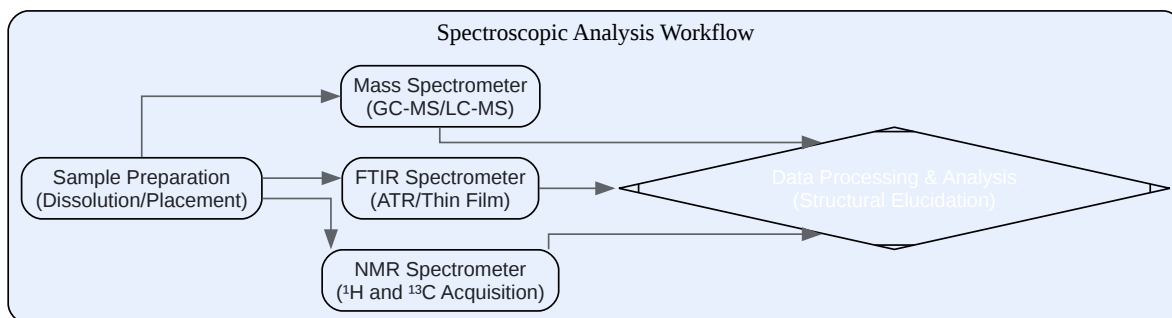 Spectroscopic Analysis Workflow
Mass Spectrometer
(GC-MS/LC-MS)
Sample Preparation
(Dissolution/Placement)
FTIR Spectrometer
(ATR/Thin Film)
Data Processing & Analysis
(Structural Elucidation)
NMR Spectrometer
(¹H and ¹³C Acquisition)